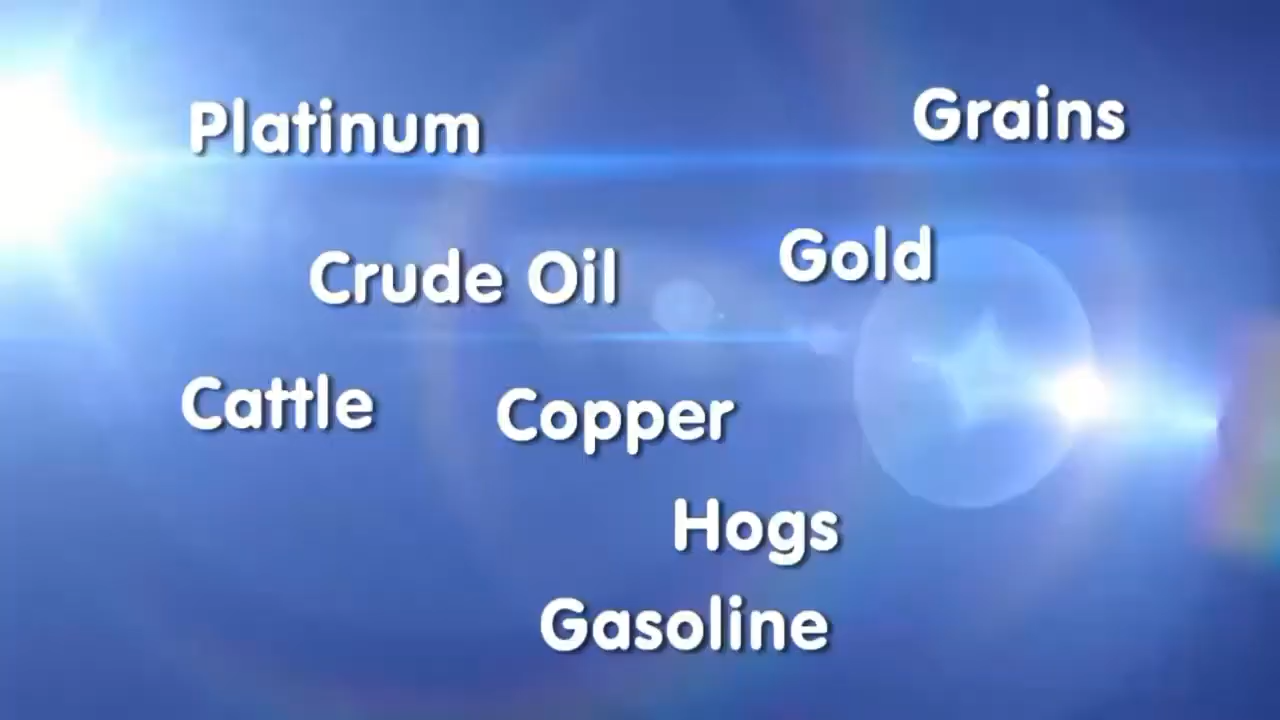 Platinum
Grains
Crude Oil
Gold
Cattle
Copper
Hogs
Gasoline